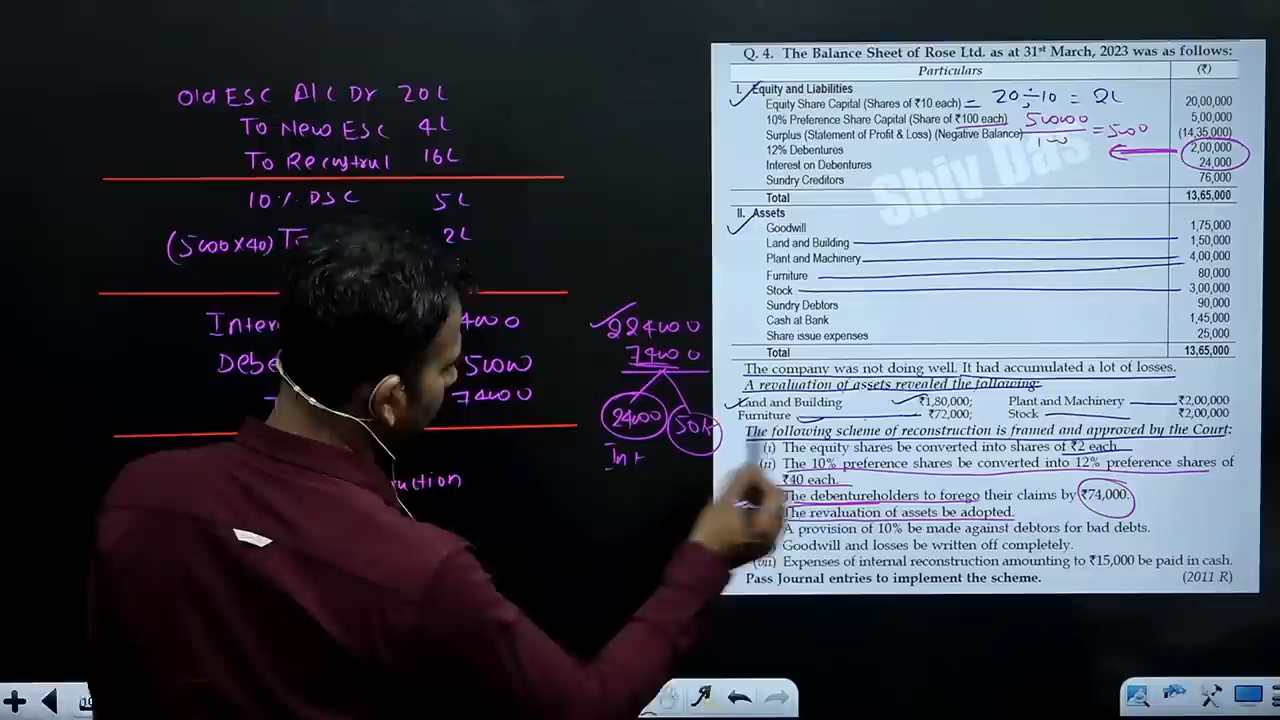 Old ESC A/C Dr 20L
To New ESC 4L
To Reconstrut 16L
10% PSC 5L
(5000×40) To 2L
Inter 4000
Debe 50000
74000
uction
224000
74000
24000 50K
Int
Q. 4. The Balance Sheet of Rose Ltd. as at 31st March, 2023 was as follows:
Particulars (₹)
I. Equity and Liabilities
Equity Share Capital (Shares of ₹10 each) = 20 ÷ 10 = 2L 20,00,000
10% Preference Share Capital (Share of ₹100 each) 500000 5,00,000
Surplus (Statement of Profit & Loss) (Negative Balance) 100 = 5000 (14,35,000)
12% Debentures 2,00,000
Interest on Debentures 24,000
Sundry Creditors 76,000
Total 13,65,000
II. Assets
Goodwill 1,75,000
Land and Building 1,50,000
Plant and Machinery 4,00,000
Furniture 80,000
Stock 3,00,000
Sundry Debtors 90,000
Cash at Bank 1,45,000
Share issue expenses 25,000
Total 13,65,000
Shiv Das
The company was not doing well. It had accumulated a lot of losses.
A revaluation of assets revealed the following:
Land and Building ₹1,80,000; Plant and Machinery ₹2,00,000
Furniture ₹72,000; Stock ₹2,00,000
The following scheme of reconstruction is framed and approved by the Court:
(i) The equity shares be converted into shares of ₹2 each.
(ii) The 10% preference shares be converted into 12% preference shares of
₹40 each.
The debentureholders to forego their claims by ₹74,000.
The revaluation of assets be adopted.
A provision of 10% be made against debtors for bad debts.
Goodwill and losses be written off completely.
(vii) Expenses of internal reconstruction amounting to ₹15,000 be paid in cash.
Pass Journal entries to implement the scheme. (2011 R)